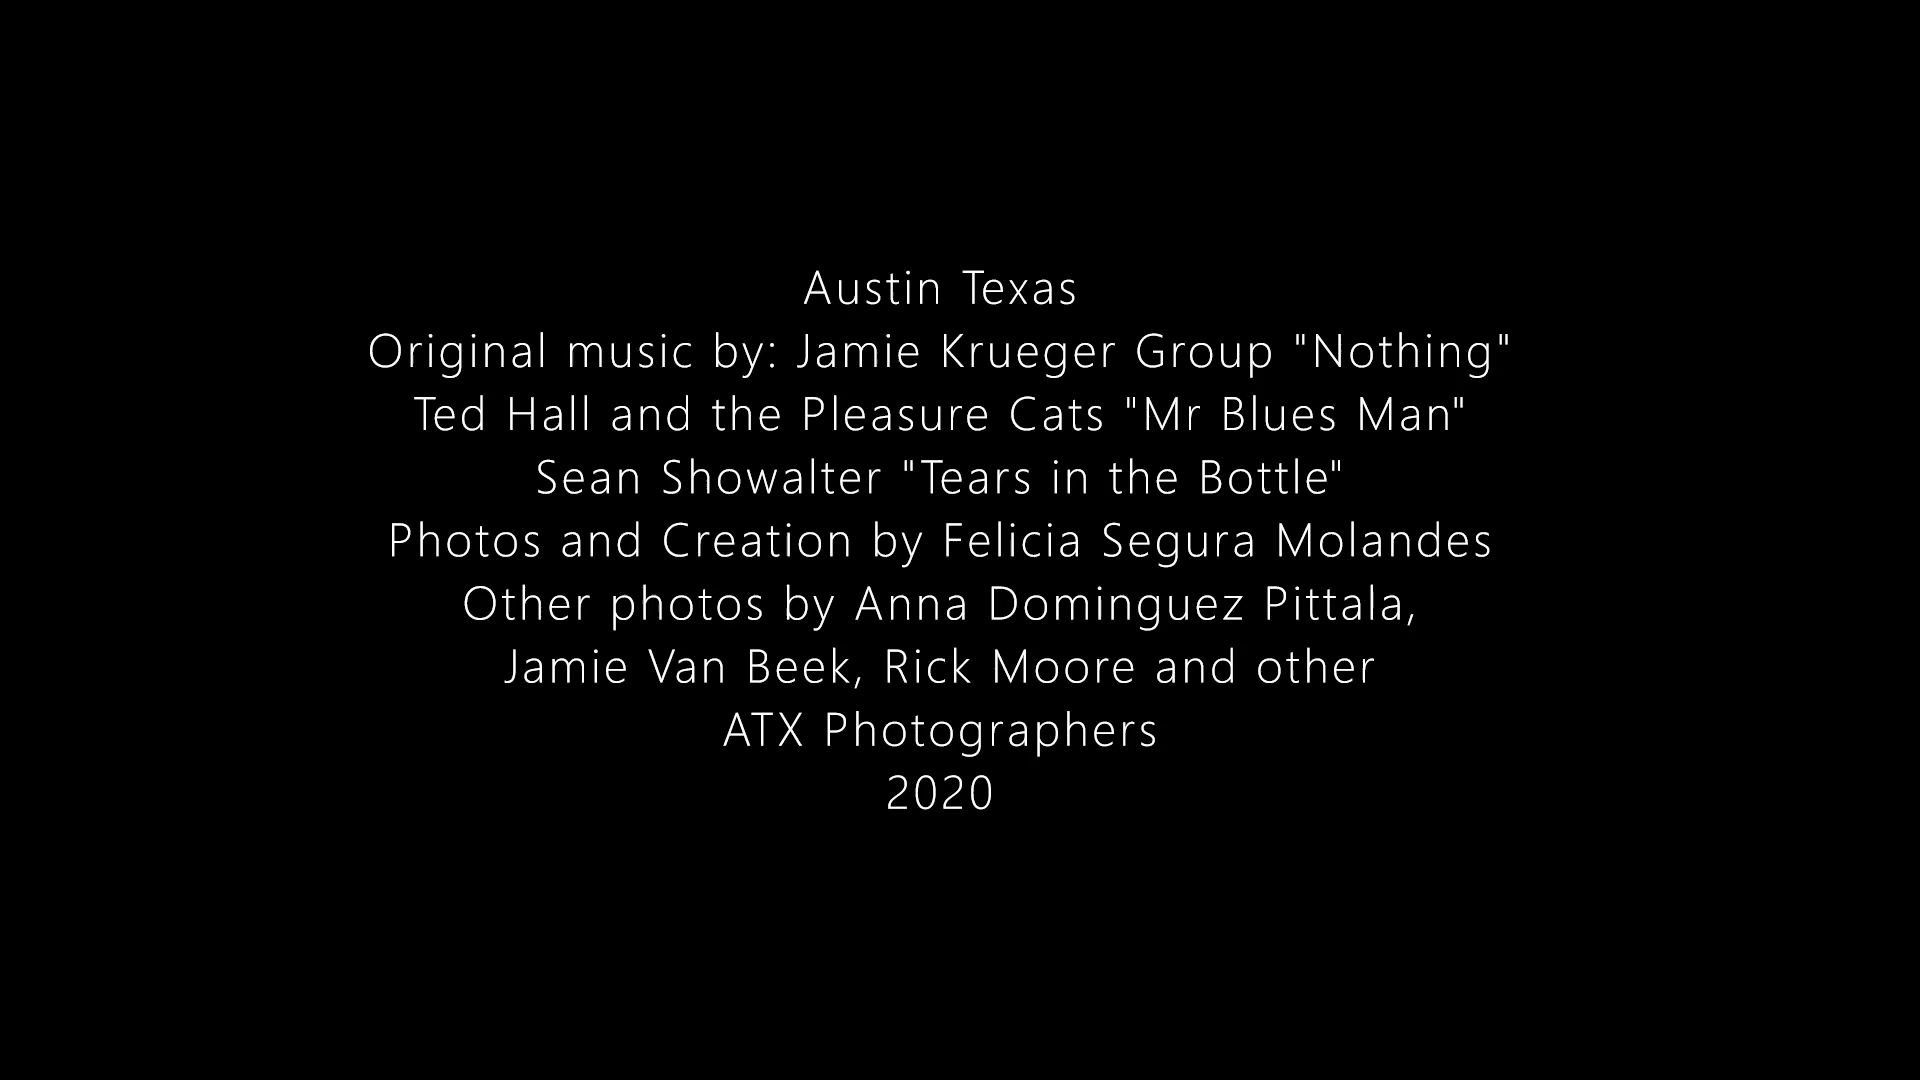 Austin Texas
Original music by: Jamie Krueger Group "Nothing"
Ted Hall and the Pleasure Cats "Mr Blues Man"
Sean Showalter "Tears in the Bottle"
Photos and Creation by Felicia Segura Molandes
Other photos by Anna Dominguez Pittala,
Jamie Van Beek, Rick Moore and other
ATX Photographers
2020